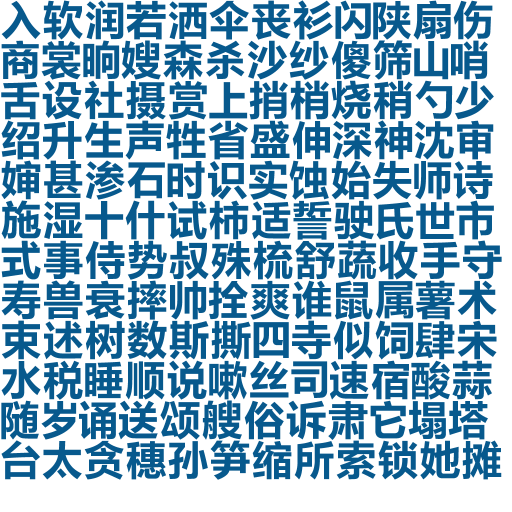 入软润若洒伞丧衫闪陕扇伤
商裳晌嫂森杀沙纱傻筛山哨
舌设社摄赏上捎梢烧稍勺少
绍升生声牲省盛伸深神沈审
婶甚渗石时识实蚀始失师诗
施湿十什试柿适誓驶氏世市
式事侍势叔殊梳舒蔬收手守
寿兽衰摔帅拴爽谁鼠属薯术
束述树数斯撕四寺似饲肆宋
水税睡顺说嗽丝司速宿酸蒜
随岁诵送颂艘俗诉肃它塌塔
台太贪穗孙笋缩所索锁她摊